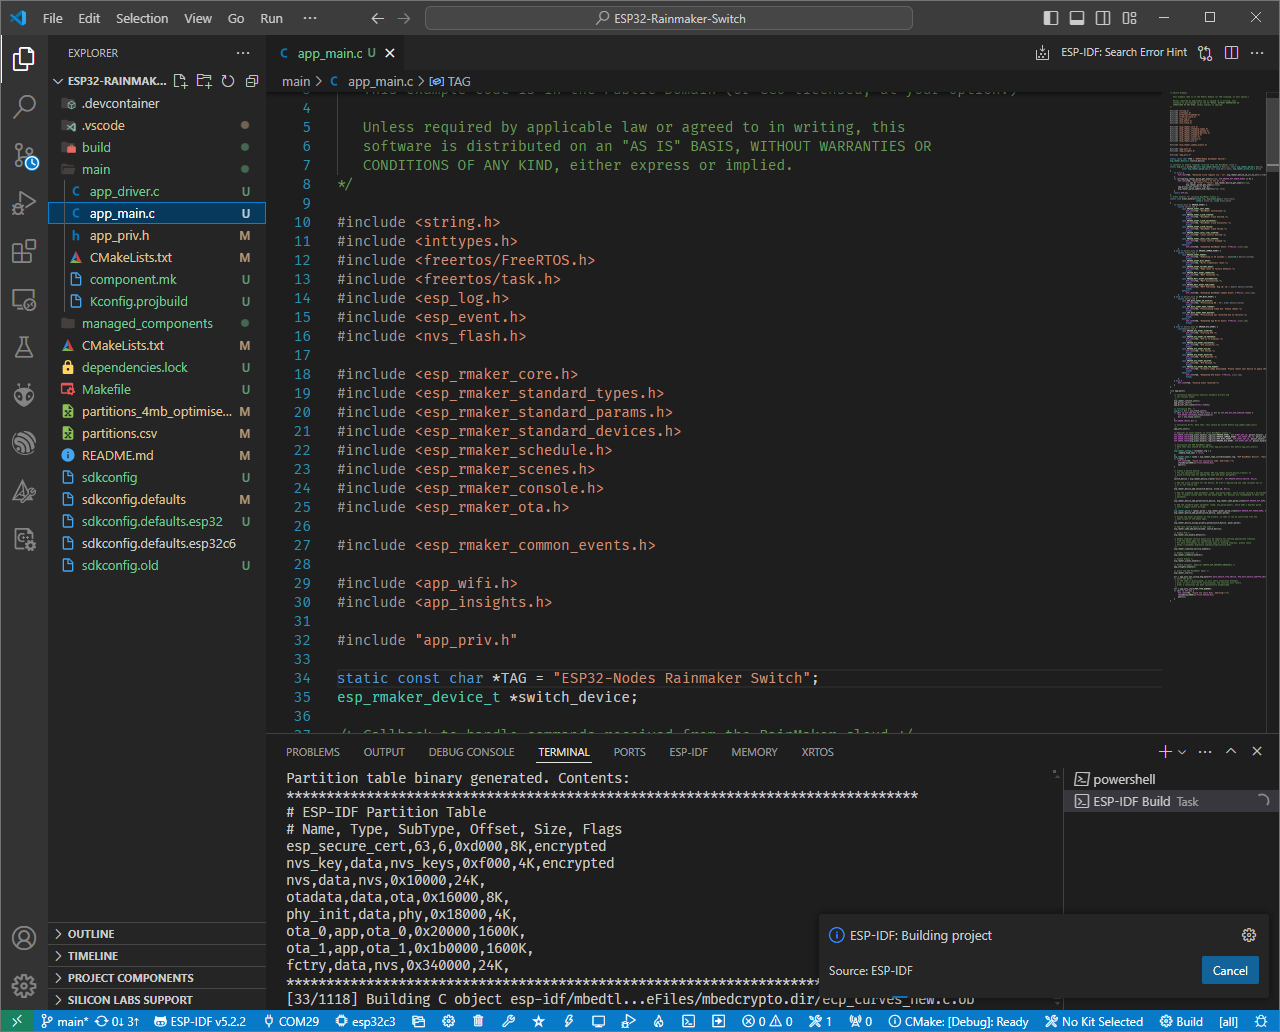 File Edit Selection View Go Run ··· ESP32-Rainmaker-Switch
EXPLORER
ESP32-RAINMAK...
.devcontainer
.vscode
build
main
app_driver.c U
app_main.c U
app_priv.h M
CMakeLists.txt M
component.mk U
Kconfig.projbuild U
managed_components
CMakeLists.txt M
dependencies.lock U
Makefile U
partitions_4mb_optimise... M
partitions.csv M
README.md M
sdkconfig U
sdkconfig.defaults M
sdkconfig.defaults.esp32 U
sdkconfig.defaults.esp32c6
sdkconfig.old U
OUTLINE
TIMELINE
PROJECT COMPONENTS
SILICON LABS SUPPORT
C app_main.c U
ESP-IDF: Search Error Hint
main > C app_main.c > TAG
4
5 Unless required by applicable law or agreed to in writing, this
6 software is distributed on an "AS IS" BASIS, WITHOUT WARRANTIES OR
7 CONDITIONS OF ANY KIND, either express or implied.
8 */
9
10 #include <string.h>
11 #include <inttypes.h>
12 #include <freertos/FreeRTOS.h>
13 #include <freertos/task.h>
14 #include <esp_log.h>
15 #include <esp_event.h>
16 #include <nvs_flash.h>
17
18 #include <esp_rmaker_core.h>
19 #include <esp_rmaker_standard_types.h>
20 #include <esp_rmaker_standard_params.h>
21 #include <esp_rmaker_standard_devices.h>
22 #include <esp_rmaker_schedule.h>
23 #include <esp_rmaker_scenes.h>
24 #include <esp_rmaker_console.h>
25 #include <esp_rmaker_ota.h>
26
27 #include <esp_rmaker_common_events.h>
28
29 #include <app_wifi.h>
30 #include <app_insights.h>
31
32 #include "app_priv.h"
33
34 static const char *TAG = "ESP32-Nodes Rainmaker Switch";
35 esp_rmaker_device_t *switch_device;
36
PROBLEMS OUTPUT DEBUG CONSOLE TERMINAL PORTS ESP-IDF MEMORY XRTOS
Partition table binary generated. Contents:
*******************************************************************************
# ESP-IDF Partition Table
# Name, Type, SubType, Offset, Size, Flags
esp_secure_cert,63,6,0xd000,8K,encrypted
nvs_key,data,nvs_keys,0xf000,4K,encrypted
nvs,data,nvs,0x10000,24K,
otadata,data,ota,0x16000,8K,
phy_init,data,phy,0x18000,4K,
ota_0,app,ota_0,0x20000,1600K,
ota_1,app,ota_1,0x1b0000,1600K,
fctry,data,nvs,0x340000,24K,
*******************************************************************************
[33/1118] Building C object esp-idf/mbedtl...eFiles/mbedcrypto.dir/ecp_curves_new.c.ob
powershell
ESP-IDF Build Task
ESP-IDF: Building project
Source: ESP-IDF
Cancel
main* 0↓ 3↑ ESP-IDF v5.2.2 COM29 esp32c3 0 0 1 0 CMake: [Debug]: Ready No Kit Selected Build [all]